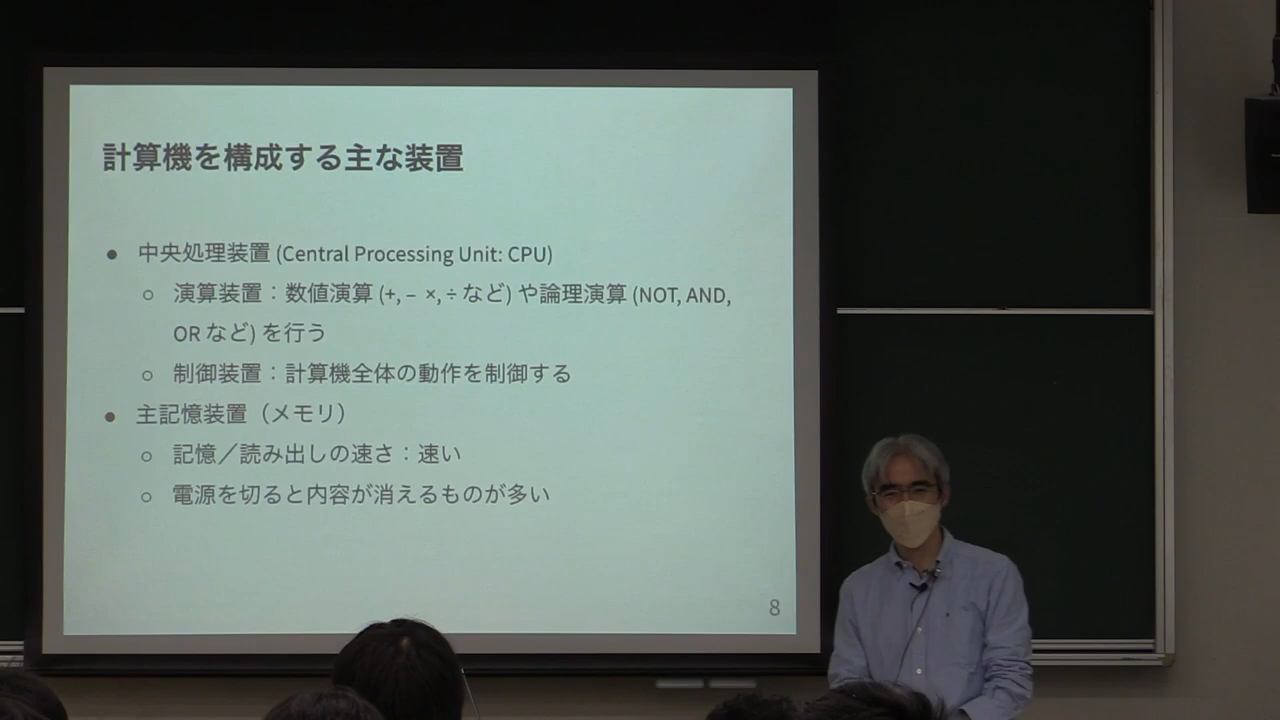 計算機を構成する主な装置
● 中央処理装置 (Central Processing Unit: CPU)
○ 演算装置：数値演算 (+, − ×, ÷ など) や論理演算 (NOT, AND,
OR など) を行う
○ 制御装置：計算機全体の動作を制御する
● 主記憶装置（メモリ）
○ 記憶／読み出しの速さ：速い
○ 電源を切ると内容が消えるものが多い
8